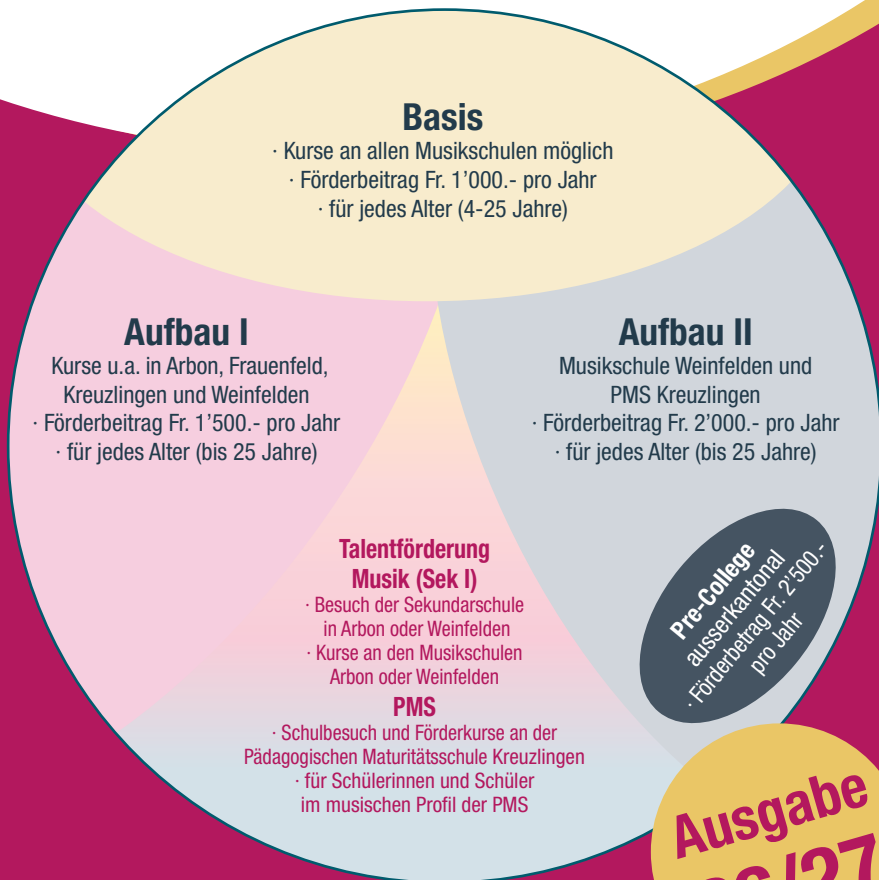 Basis
· Kurse an allen Musikschulen möglich
· Förderbeitrag Fr. 1’000.- pro Jahr
· für jedes Alter (4-25 Jahre)
Aufbau I
Kurse u.a. in Arbon, Frauenfeld,
Kreuzlingen und Weinfelden
· Förderbeitrag Fr. 1’500.- pro Jahr
· für jedes Alter (bis 25 Jahre)
Aufbau II
Musikschule Weinfelden und
PMS Kreuzlingen
· Förderbeitrag Fr. 2’000.- pro Jahr
· für jedes Alter (bis 25 Jahre)
Talentförderung
Musik (Sek I)
· Besuch der Sekundarschule
in Arbon oder Weinfelden
· Kurse an den Musikschulen
Arbon oder Weinfelden
PMS
· Schulbesuch und Förderkurse an der
Pädagogischen Maturitätsschule Kreuzlingen
· für Schülerinnen und Schüler
im musischen Profil der PMS
Pre-College
ausserkantonal
· Förderbetrag Fr. 2’500.-
pro Jahr
Ausgabe